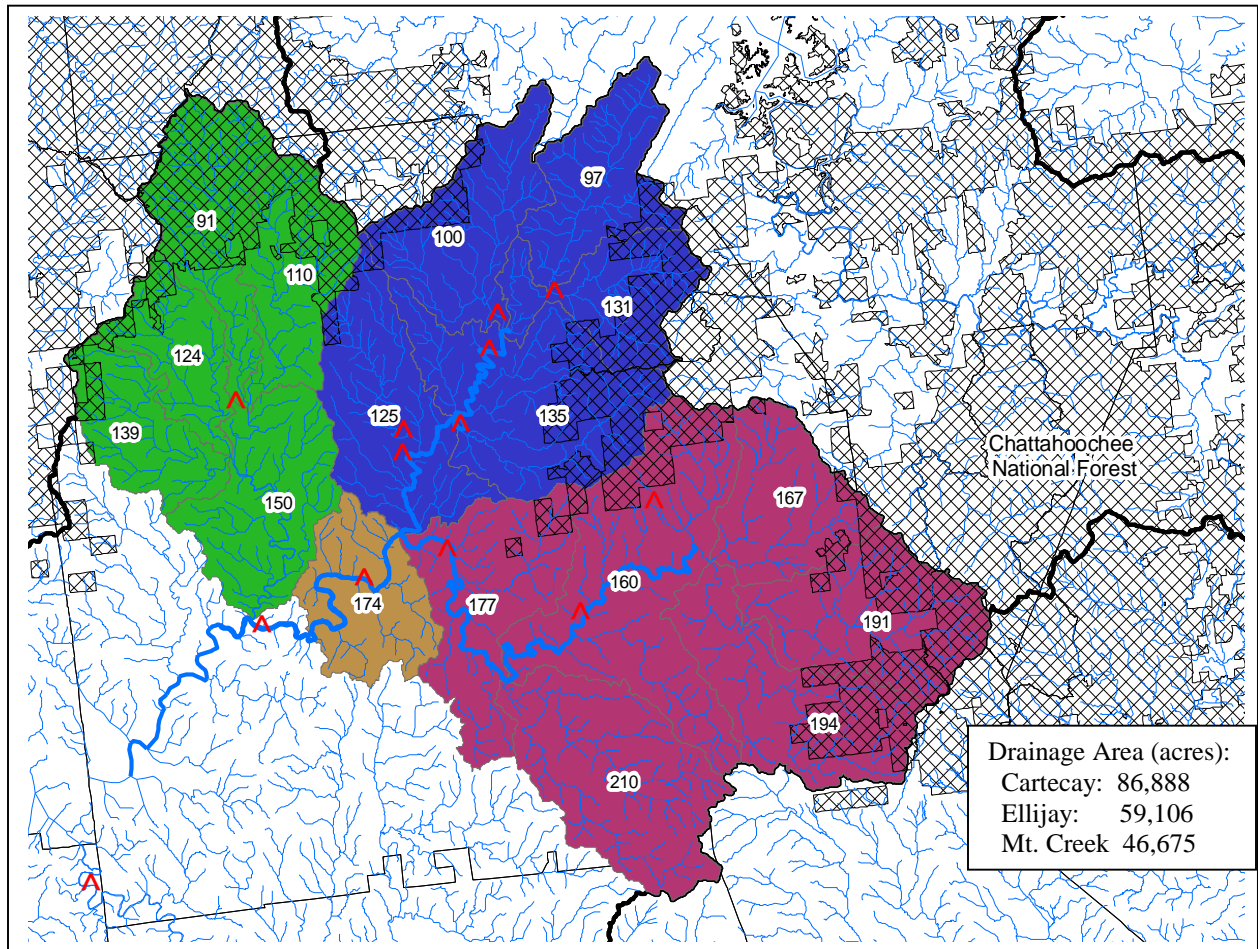 97
91
100
110
131
124
125
135
139
Chattahoochee
National Forest
167
150
160
174
177
191
194
210
Drainage Area (acres):
Cartecay: 86,888
Ellijay: 59,106
Mt. Creek 46,675